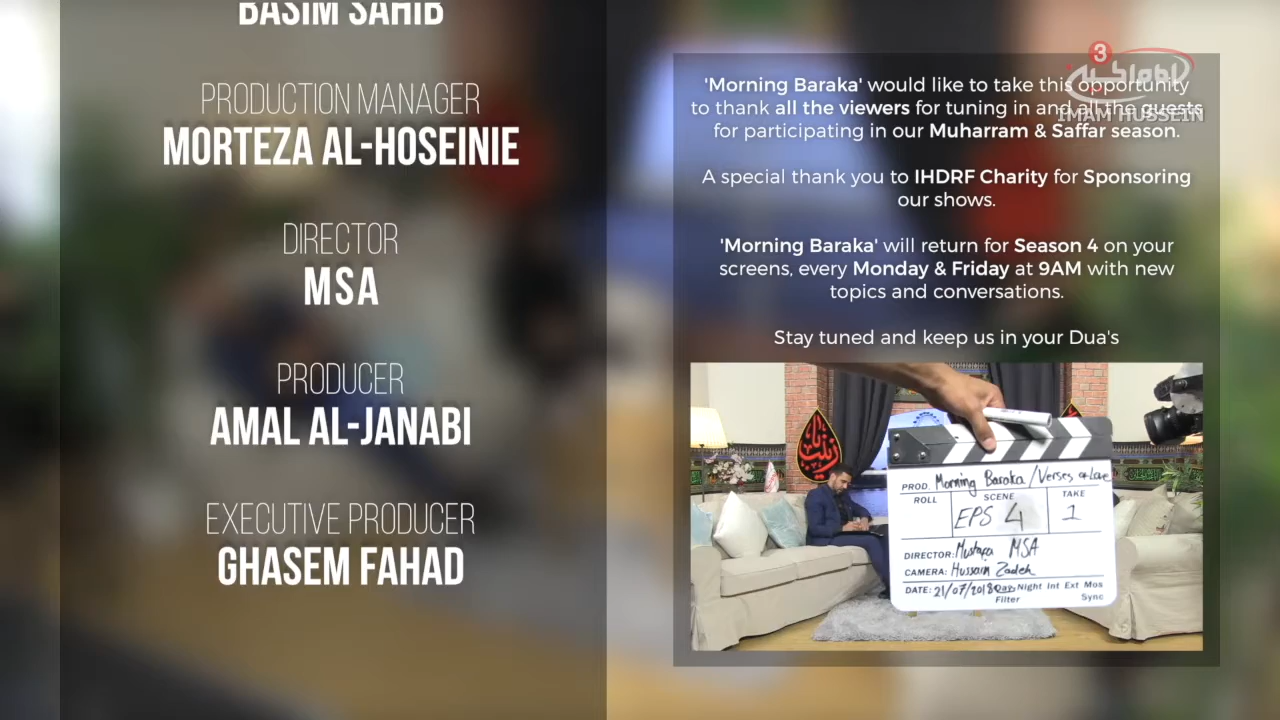 BASIM SAHIB
PRODUCTION MANAGER
MORTEZA AL-HOSEINIE
DIRECTOR
MSA
PRODUCER
AMAL AL-JANABI
EXECUTIVE PRODUCER
GHASEM FAHAD
3
IMAM HUSSEIN
'Morning Baraka' would like to take this opportunity
to thank all the viewers for tuning in and all the guests
for participating in our Muharram & Saffar season.
A special thank you to IHDRF Charity for Sponsoring
our shows.
'Morning Baraka' will return for Season 4 on your
screens, every Monday & Friday at 9AM with new
topics and conversations.
Stay tuned and keep us in your Dua's
PROD. Morning Baraka / Verses of Love
ROLL
SCENE
EPS 4
TAKE
1
DIRECTOR: Mustafa MSA
CAMERA: Hussain Zadeh
DATE: 21/07/2018 Day Night Int Ext Mos
Filter Sync